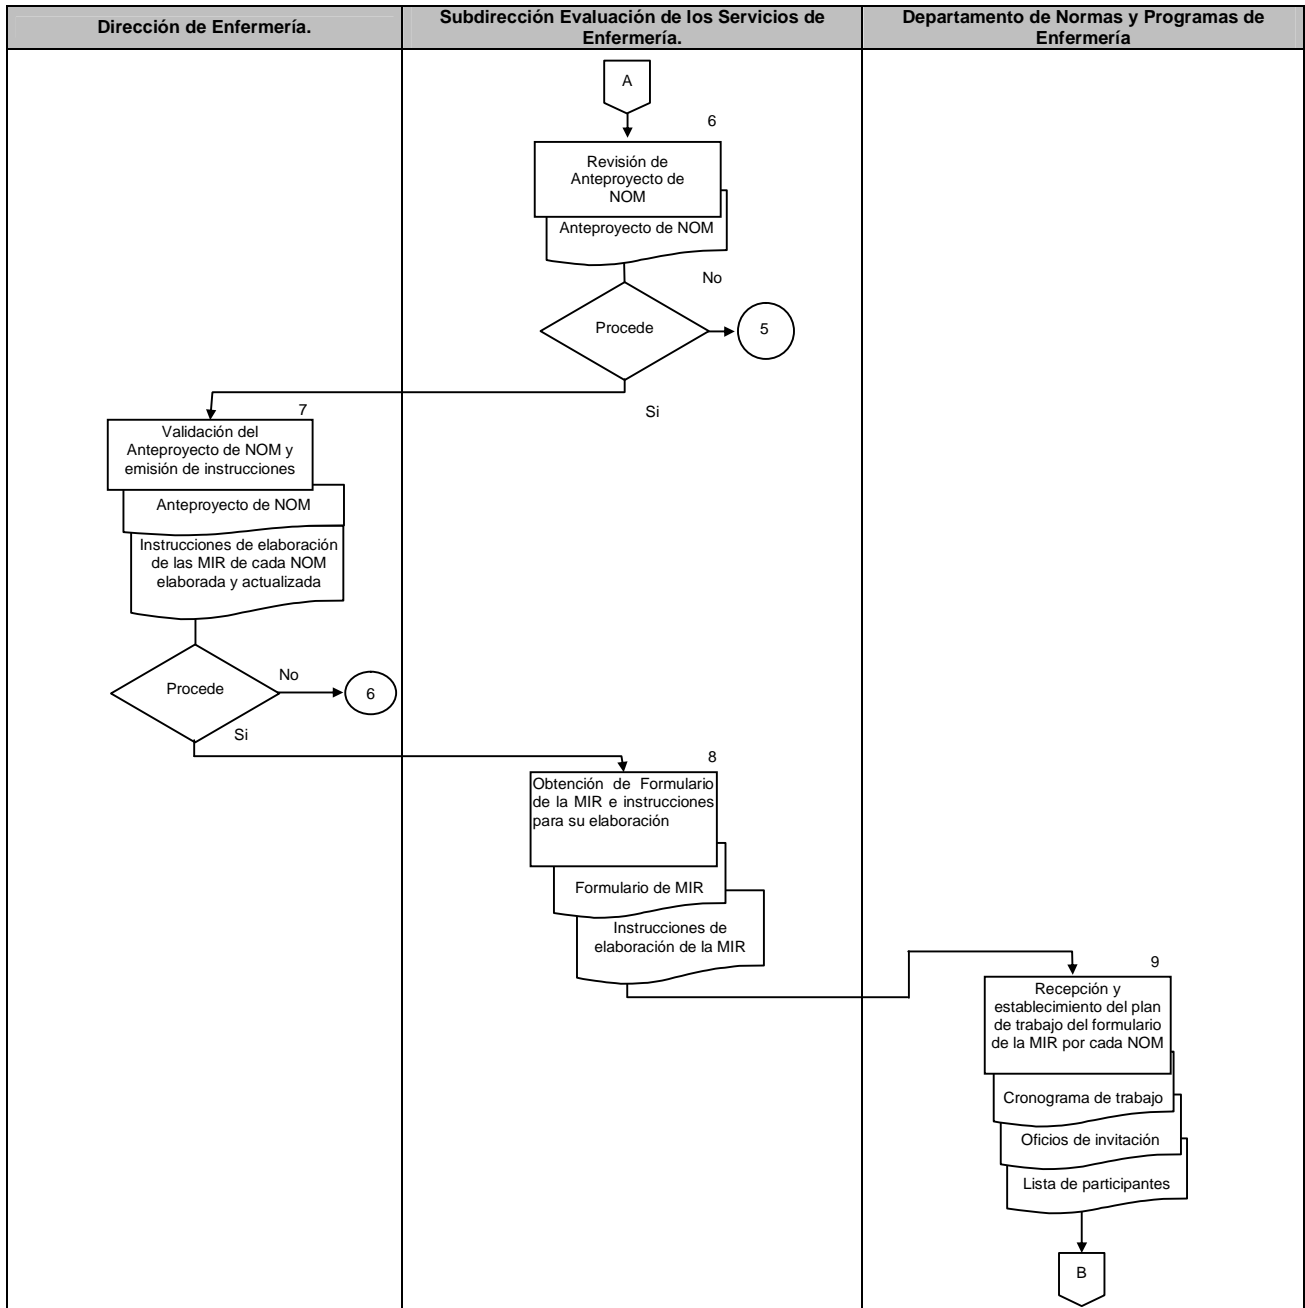 Dirección de Enfermería.
Subdirección Evaluación de los Servicios de
Enfermería.
Departamento de Normas y Programas de
Enfermería
A
6
Revisión de
Anteproyecto de
NOM
Anteproyecto de NOM
No
Procede
5
Si
7
Validación del
Anteproyecto de NOM y
emisión de instrucciones
Anteproyecto de NOM
Instrucciones de elaboración
de las MIR de cada NOM
elaborada y actualizada
Procede
No
6
Si
8
Obtención de Formulario
de la MIR e instrucciones
para su elaboración
Formulario de MIR
Instrucciones de
elaboración de la MIR
9
Recepción y
establecimiento del plan
de trabajo del formulario
de la MIR por cada NOM
Cronograma de trabajo
Oficios de invitación
Lista de participantes
B